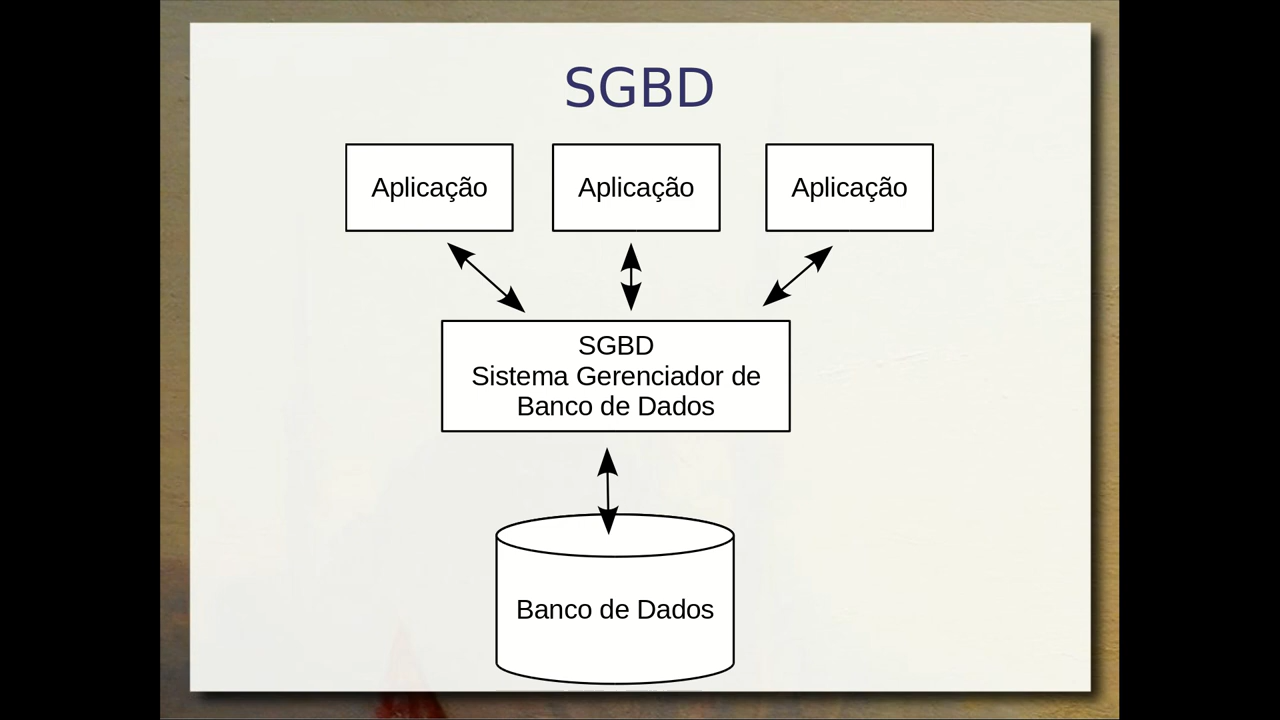 SGBD
Aplicação
Aplicação
Aplicação
SGBD
Sistema Gerenciador de
Banco de Dados
Banco de Dados